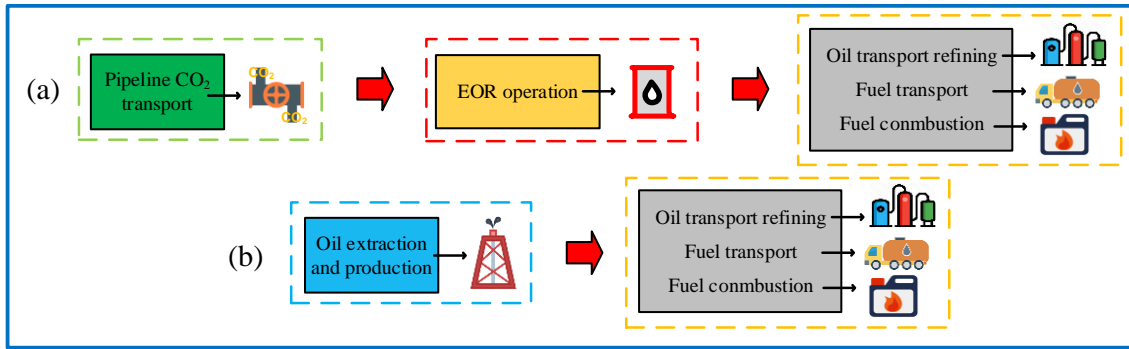 (a)
Pipeline CO₂
transport
CO₂
CO₂
EOR operation
Oil transport refining
Fuel transport
Fuel conmbustion
(b)
Oil extraction
and production
Oil transport refining
Fuel transport
Fuel conmbustion